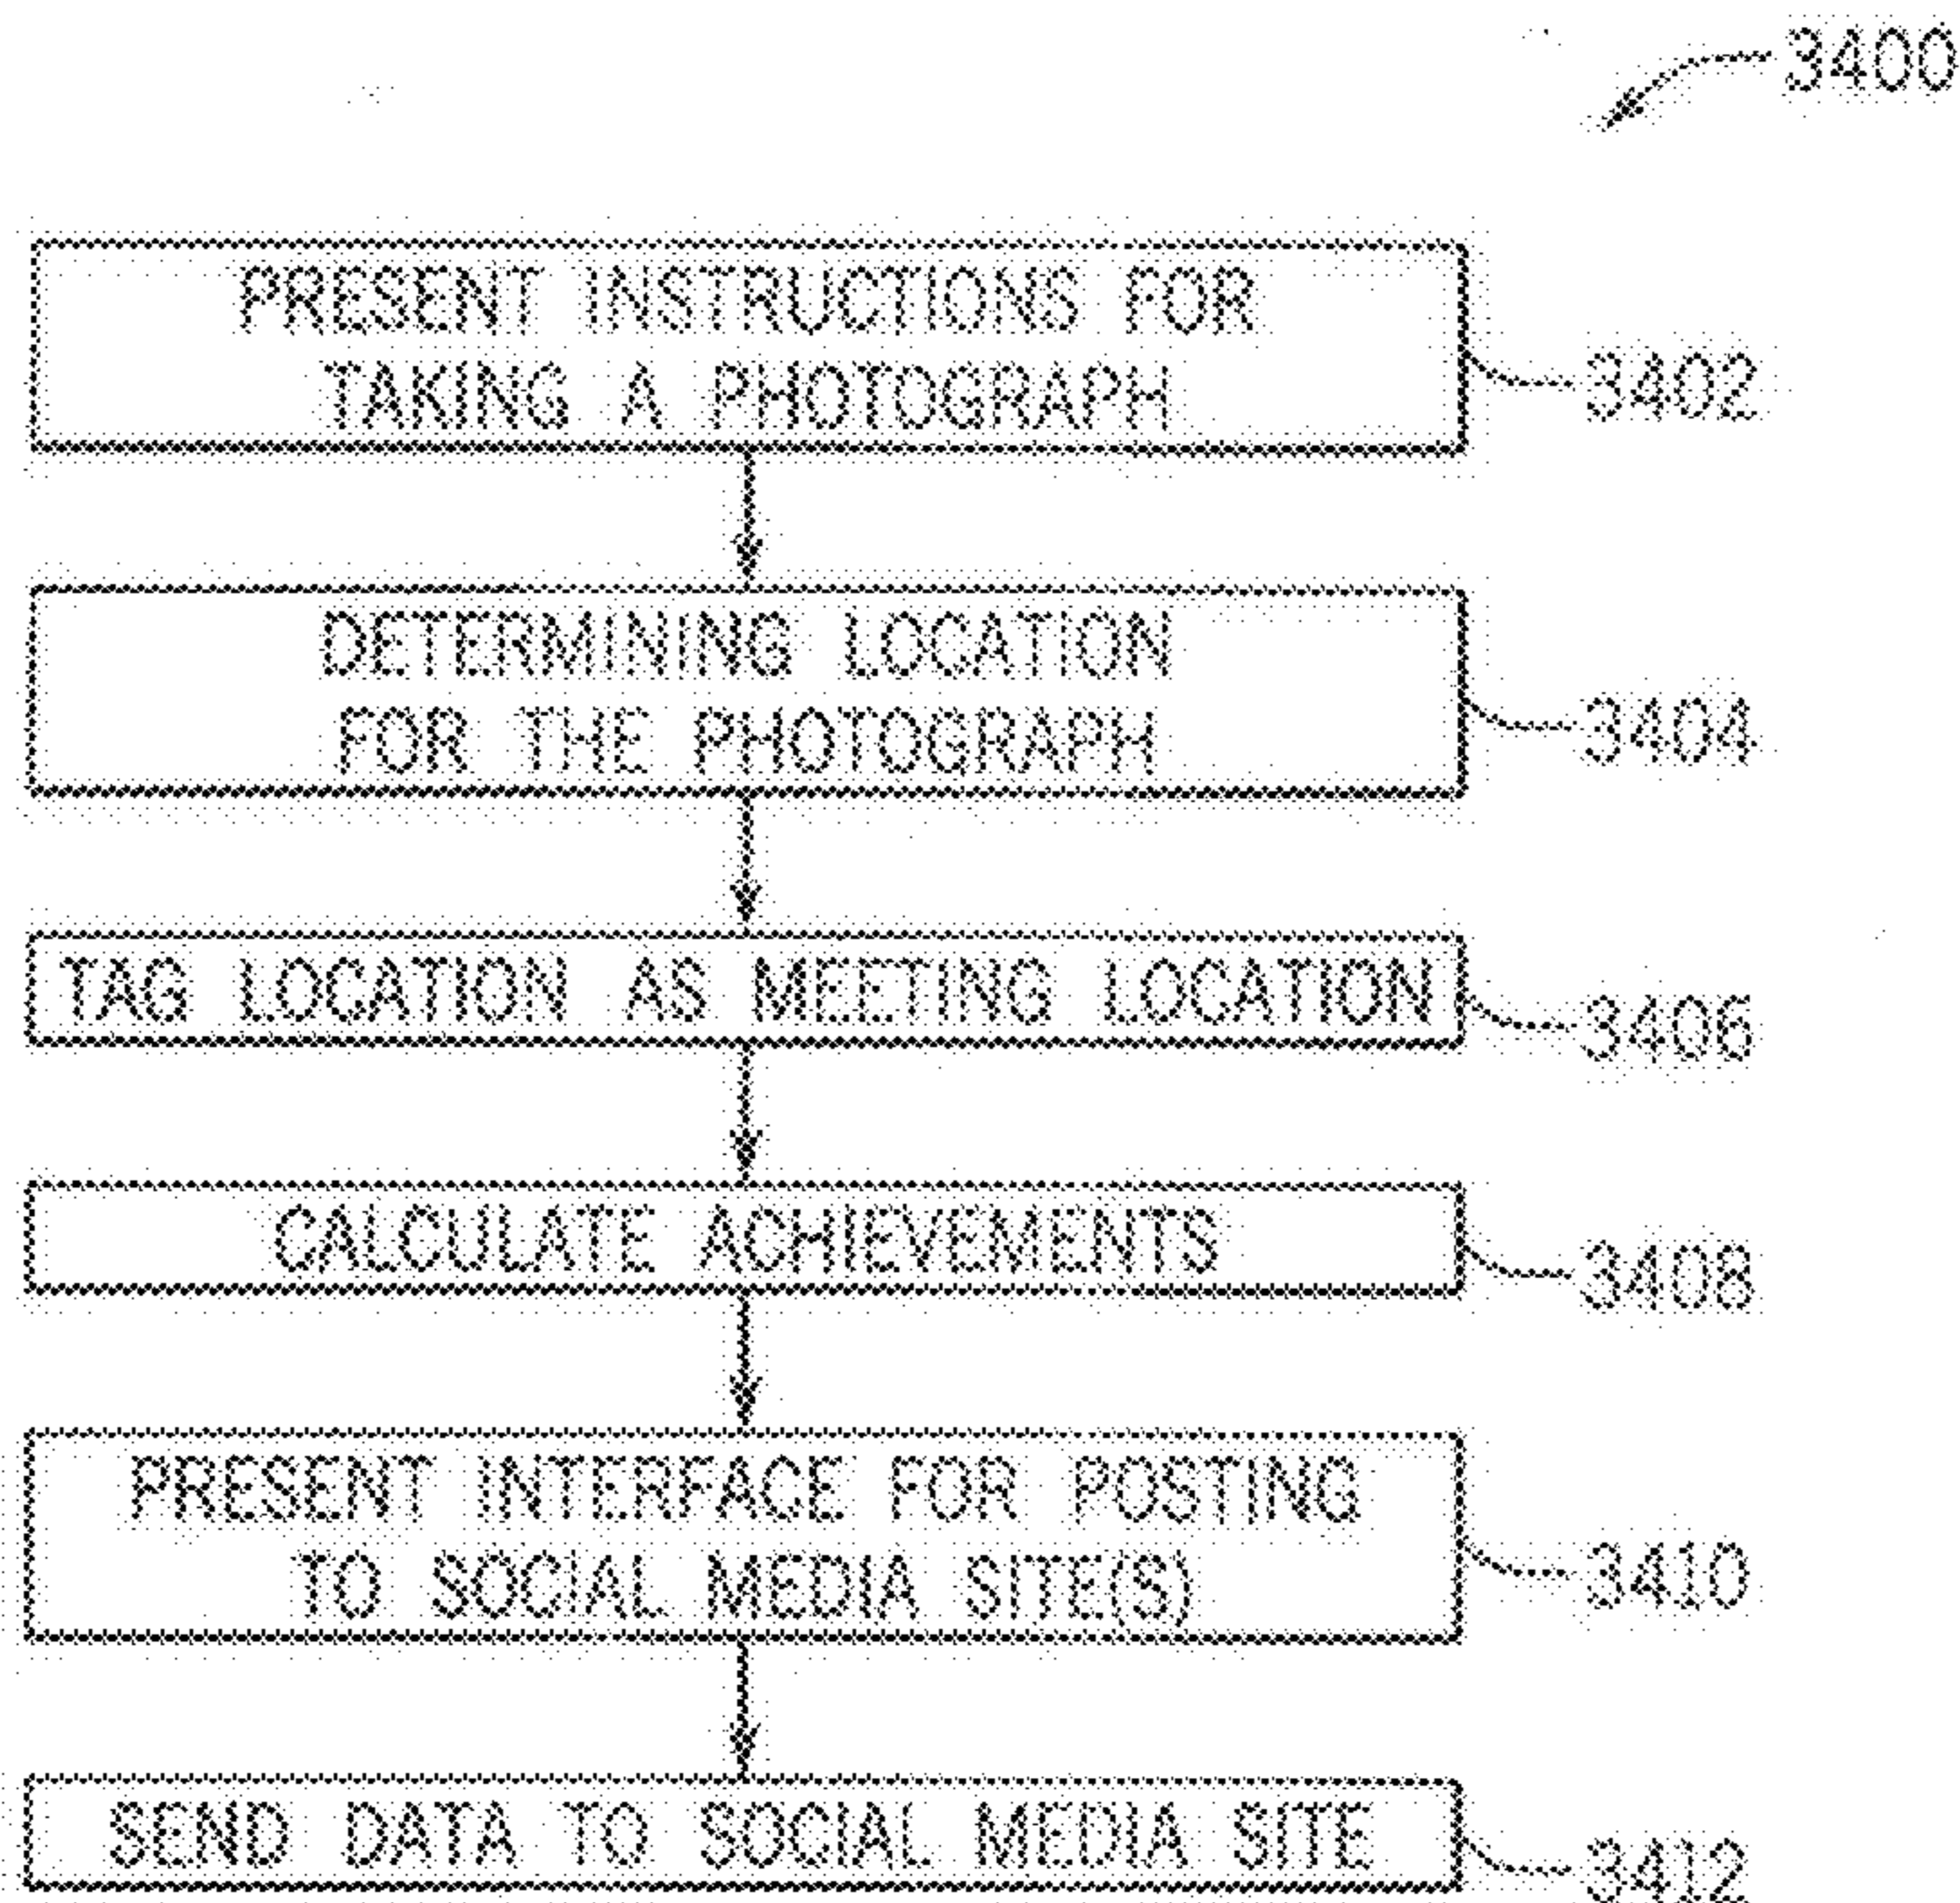 3400
PRESENT INSTRUCTIONS FOR
TAKING A PHOTOGRAPH
3402
DETERMINING LOCATION
FOR THE PHOTOGRAPH
3404
TAG LOCATION AS MEETING LOCATION
3406
CALCULATE ACHIEVEMENTS
3408
PRESENT INTERFACE FOR POSTING
TO SOCIAL MEDIA SITE(S)
3410
SEND DATA TO SOCIAL MEDIA SITE
3412